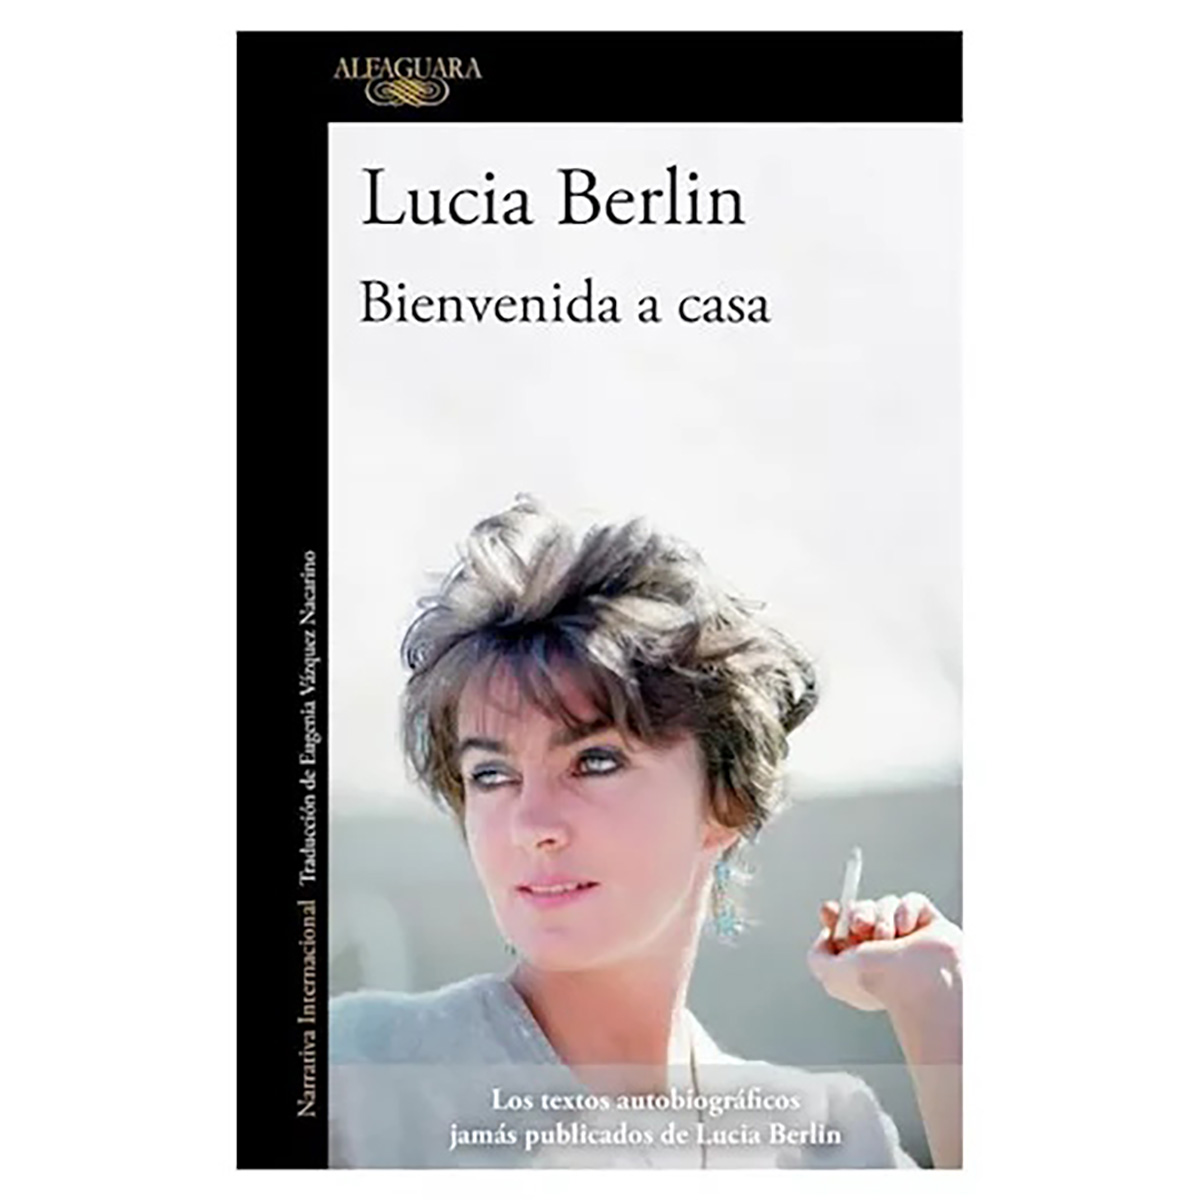 ALFAGUARA
Lucia Berlin
Bienvenida a casa
Narrativa Internacional Traducción de Eugenia Vázquez Nacarino
Los textos autobiográficos
jamás publicados de Lucia Berlin